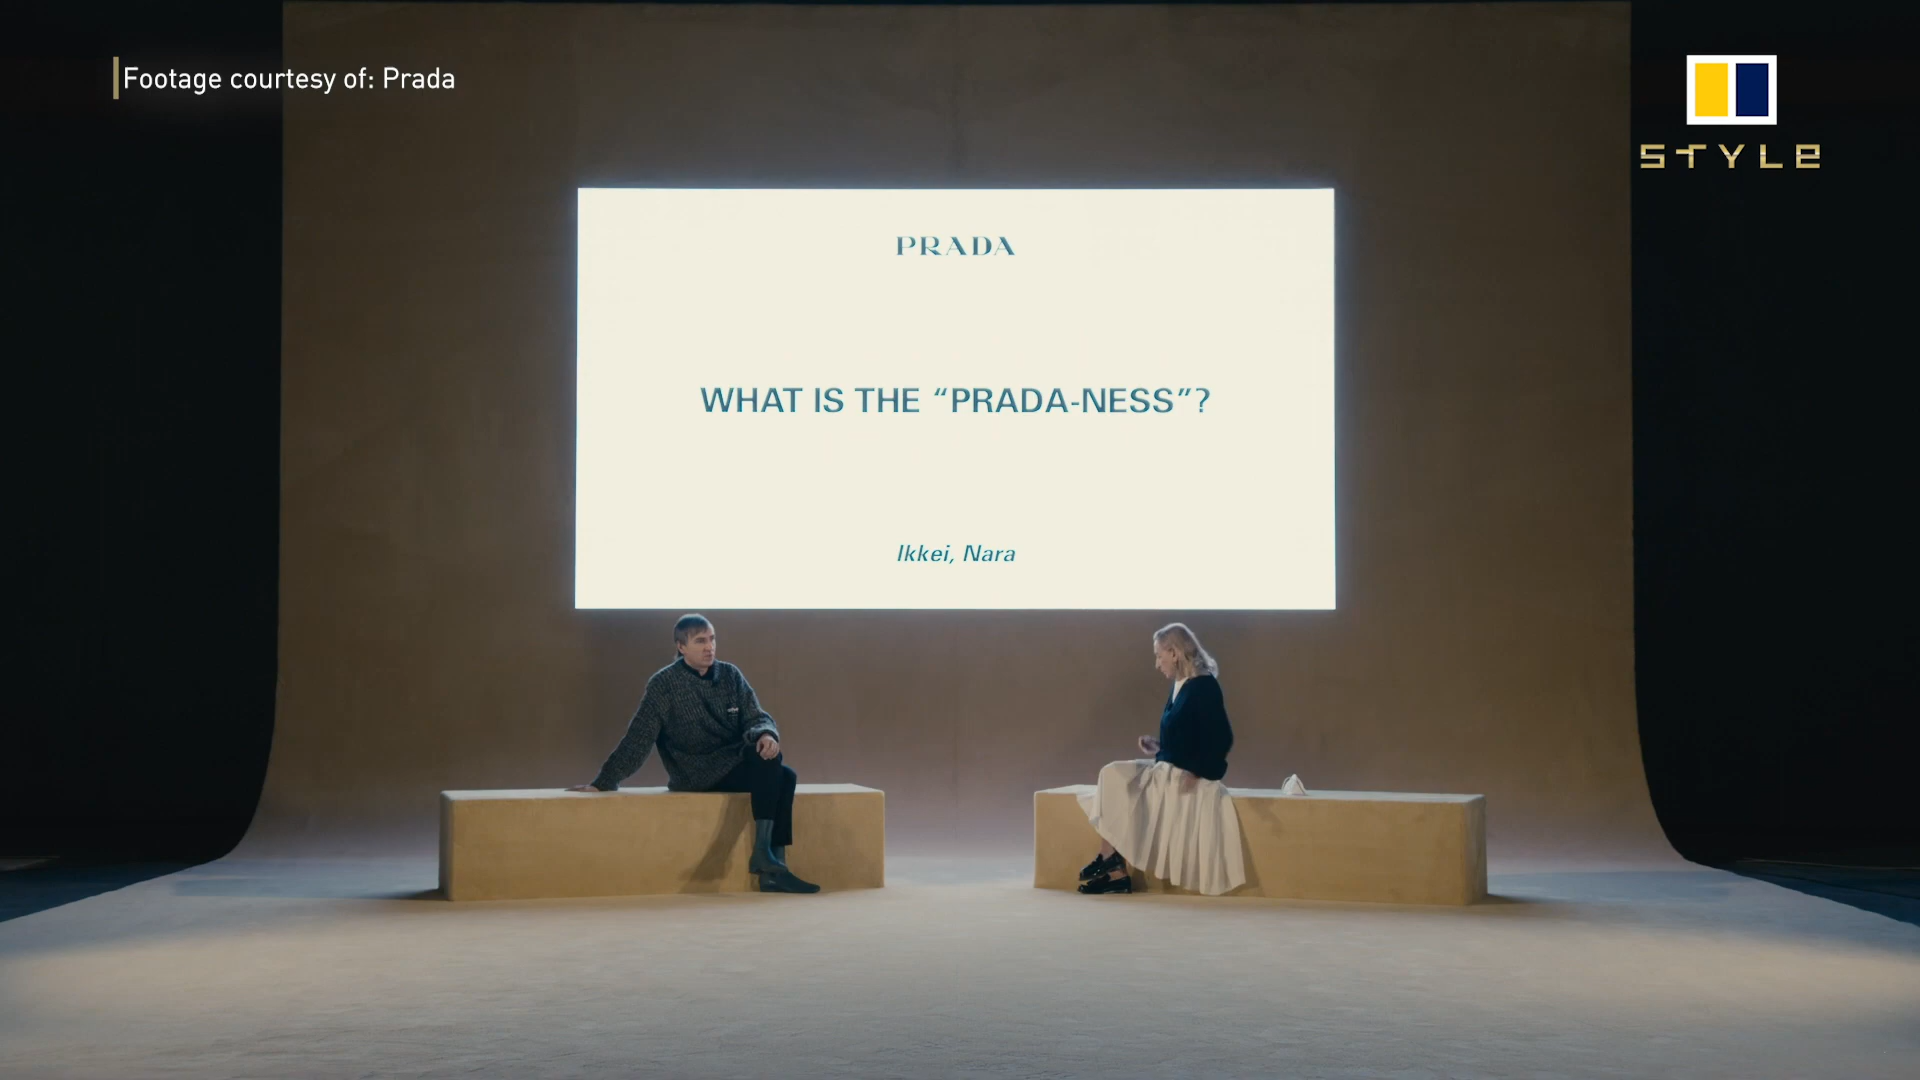 Footage courtesy of: Prada
STYLE
PRADA
WHAT IS THE “PRADA-NESS”?
Ikkei, Nara